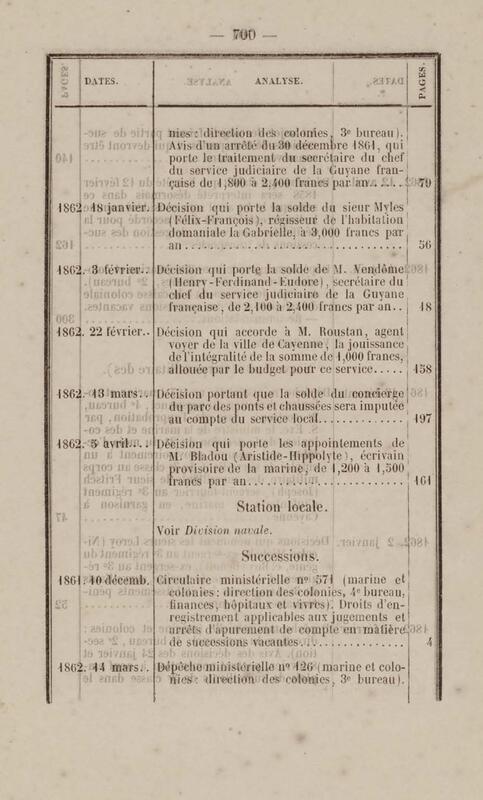 — 700 —
DATES.
ANALYSE.
PAGES.
nies : direction des colonies, 3e bureau).
Avis d'un arrêté du 30 décembre 1861, qui
porte le traitement du secrétaire du chef
du service judiciaire de la Guyane fran-
çaise de 1,800 à 2,400 francs par an..... 79
1862. 18 janvier. Décision qui porte la solde du sieur Myles
(Félix-François), régisseur de l'habitation
domaniale la Gabrielle, à 3,000 francs par
an........................................ 56
1862. 3 février.. Décision qui porte la solde de M. Vendôme
(Henry-Ferdinand-Eudore), secrétaire du
chef du service judiciaire de la Guyane
française, de 2,100 à 2,400 francs par an.. 18
1862. 22 février.. Décision qui accorde à M. Roustan, agent
voyer de la ville de Cayenne, la jouissance
de l'intégralité de la somme de 1,000 francs,
allouée par le budget pour ce service..... 158
1862. 13 mars... Décision portant que la solde du concierge
du parc des ponts et chaussées sera imputée
au compte du service local............... 197
1862. 5 avril.... Décision qui porte les appointements de
M. Bladou (Aristide-Hippolyte), écrivain
provisoire de la marine, de 1,200 à 1,500
francs par an............................ 161
Station locale.
Voir Division navale.
Successions.
1861. 10 décemb. Circulaire ministérielle no 571 (marine et
colonies : direction des colonies, 4e bureau,
finances, hôpitaux et vivres). Droits d'en-
registrement applicables aux jugements et
arrêts d'apurement de compte en matière
de successions vacantes.................. 4
1862. 14 mars.. Dépêche ministérielle no 126 (marine et colo-
nies : direction des colonies, 3e bureau).